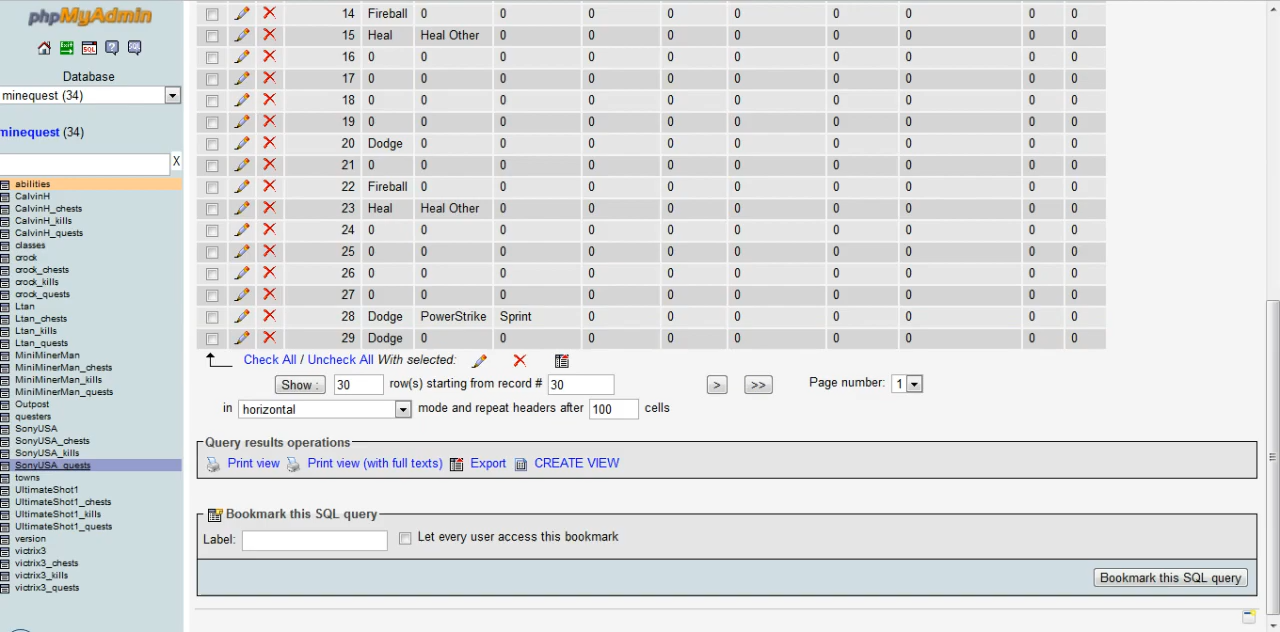 phpMyAdmin
Database
minequest (34)
minequest (34)
X
abilities
CalvinH
CalvinH_chests
CalvinH_kills
CalvinH_quests
classes
crock
crock_chests
crock_kills
crock_quests
Ltan
Ltan_chests
Ltan_kills
Ltan_quests
MiniMinerMan
MiniMinerMan_chests
MiniMinerMan_kills
MiniMinerMan_quests
Outpost
questers
SonyUSA
SonyUSA_chests
SonyUSA_kills
SonyUSA_quests
towns
UltimateShot1
UltimateShot1_chests
UltimateShot1_kills
UltimateShot1_quests
version
victrix3
victrix3_chests
victrix3_kills
victrix3_quests
14 Fireball 0 0 0 0 0 0 0 0 0
15 Heal Heal Other 0 0 0 0 0 0 0 0
16 0 0 0 0 0 0 0 0 0 0
17 0 0 0 0 0 0 0 0 0 0
18 0 0 0 0 0 0 0 0 0 0
19 0 0 0 0 0 0 0 0 0 0
20 Dodge 0 0 0 0 0 0 0 0 0
21 0 0 0 0 0 0 0 0 0 0
22 Fireball 0 0 0 0 0 0 0 0 0
23 Heal Heal Other 0 0 0 0 0 0 0 0
24 0 0 0 0 0 0 0 0 0 0
25 0 0 0 0 0 0 0 0 0 0
26 0 0 0 0 0 0 0 0 0 0
27 0 0 0 0 0 0 0 0 0 0
28 Dodge PowerStrike Sprint 0 0 0 0 0 0 0
29 Dodge 0 0 0 0 0 0 0 0 0
Check All / Uncheck All With selected:
Show : 30 row(s) starting from record # 30 > >> Page number: 1
in horizontal mode and repeat headers after 100 cells
Query results operations
Print view Print view (with full texts) Export CREATE VIEW
Bookmark this SQL query
Label: Let every user access this bookmark
Bookmark this SQL query